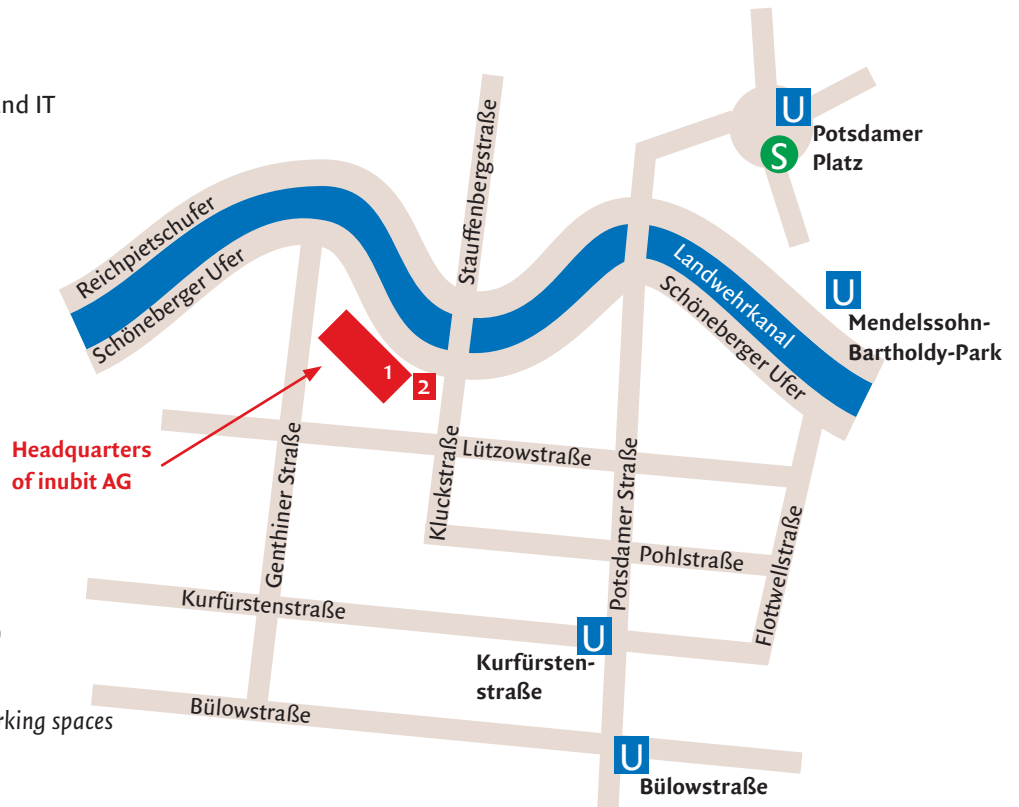 nd IT
U
Potsdamer
Platz
S
Stauffenbergstraße
Reichpietschufer
Schöneberger Ufer
Landwehrkanal
Schöneberger Ufer
U
Mendelssohn-
Bartholdy-Park
1
2
Headquarters
of inubit AG
Genthiner Straße
Kluckstraße
Lützowstraße
Potsdamer Straße
Pohlstraße
Flottwellstraße
Kurfürstenstraße
U
Kurfürsten-
straße
)
rking spaces
Bülowstraße
U
Bülowstraße